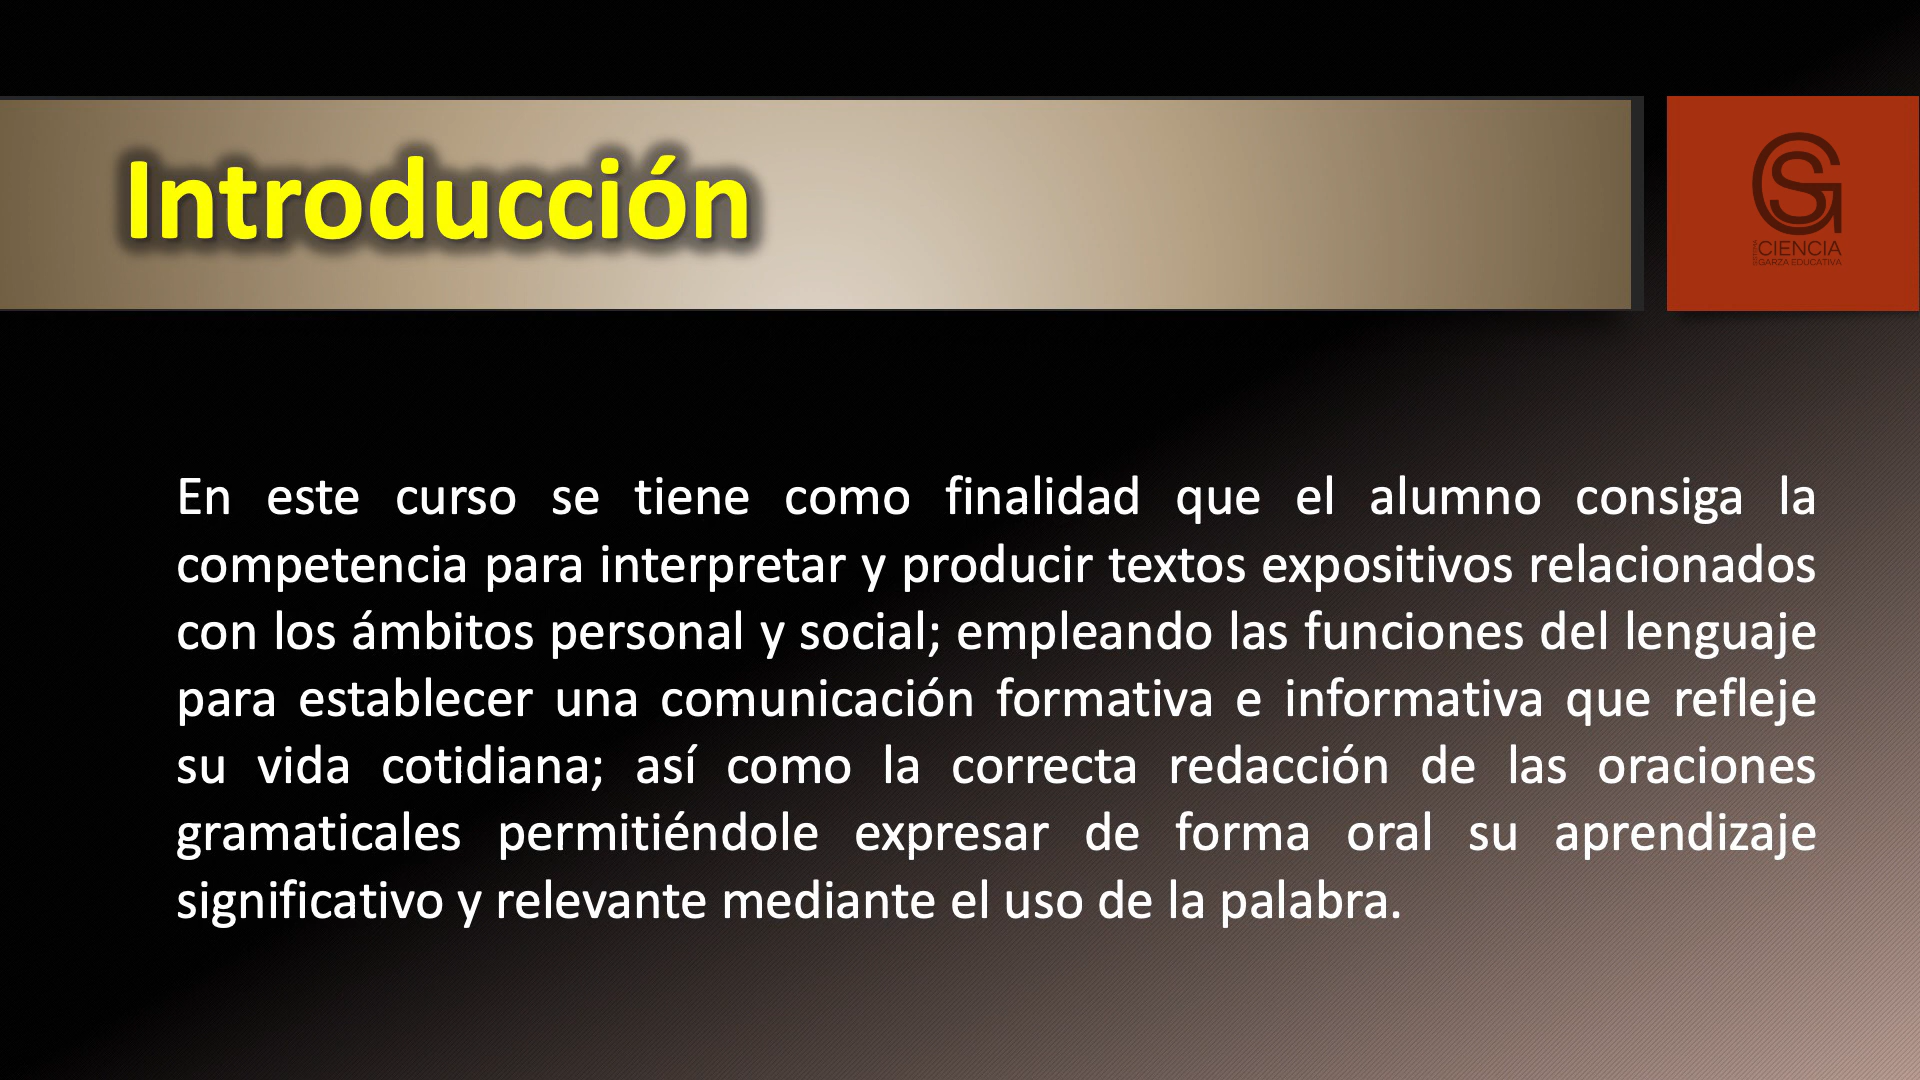 Introducción
CIENCIA
GARZA EDUCATIVA
En este curso se tiene como finalidad que el alumno consiga la
competencia para interpretar y producir textos expositivos relacionados
con los ámbitos personal y social; empleando las funciones del lenguaje
para establecer una comunicación formativa e informativa que refleje
su vida cotidiana; así como la correcta redacción de las oraciones
gramaticales permitiéndole expresar de forma oral su aprendizaje
significativo y relevante mediante el uso de la palabra.